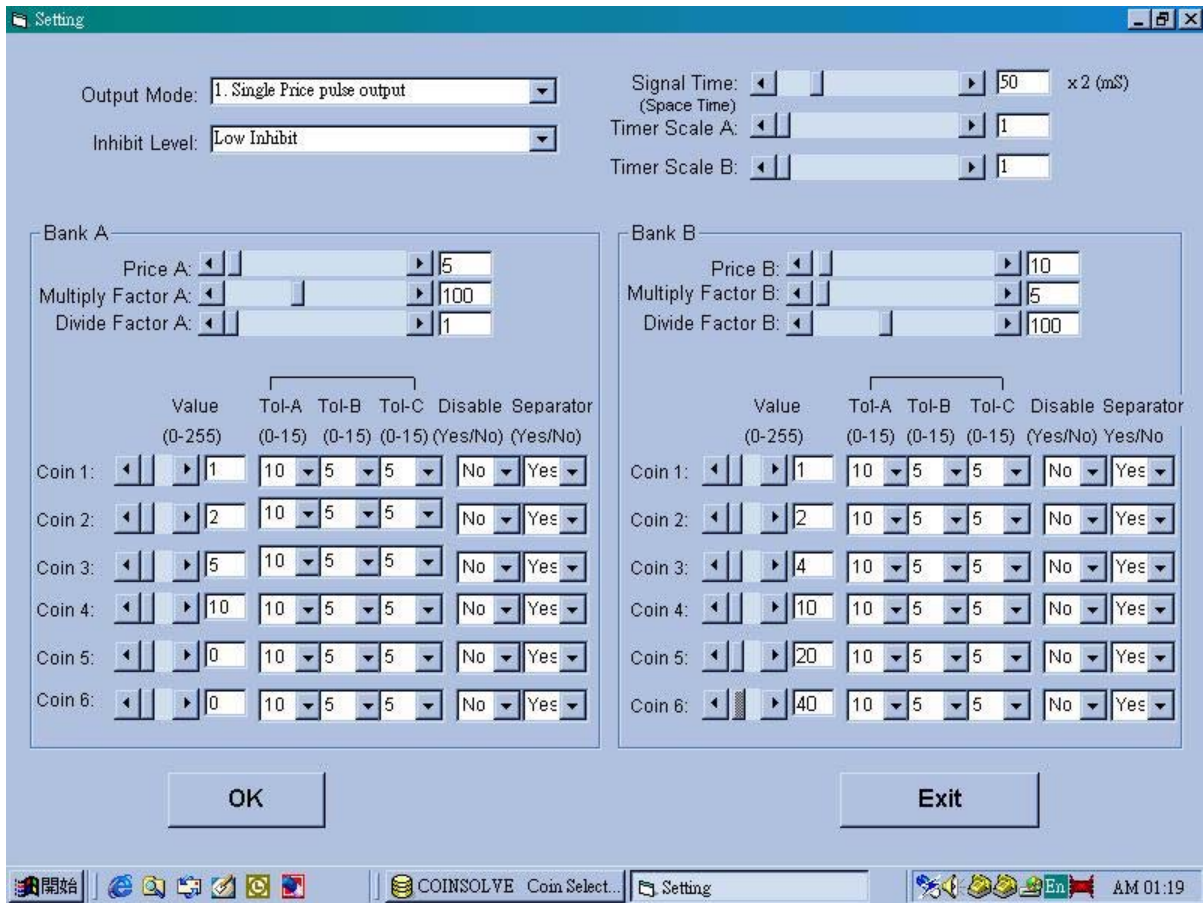 Setting
Output Mode: 1. Single Price pulse output
Inhibit Level: Low Inhibit
Signal Time: 50 x 2 (mS)
(Space Time)
Timer Scale A: 1
Timer Scale B: 1
Bank A
Price A: 5
Multiply Factor A: 100
Divide Factor A: 1
Value Tol-A Tol-B Tol-C Disable Separator
(0-255) (0-15) (0-15) (0-15) (Yes/No) (Yes/No)
Coin 1: 1 10 5 5 No Yes
Coin 2: 2 10 5 5 No Yes
Coin 3: 5 10 5 5 No Yes
Coin 4: 10 10 5 5 No Yes
Coin 5: 0 10 5 5 No Yes
Coin 6: 0 10 5 5 No Yes
Bank B
Price B: 10
Multiply Factor B: 5
Divide Factor B: 100
Value Tol-A Tol-B Tol-C Disable Separator
(0-255) (0-15) (0-15) (0-15) (Yes/No) Yes/No
Coin 1: 1 10 5 5 No Yes
Coin 2: 2 10 5 5 No Yes
Coin 3: 4 10 5 5 No Yes
Coin 4: 10 10 5 5 No Yes
Coin 5: 20 10 5 5 No Yes
Coin 6: 40 10 5 5 No Yes
OK
Exit
開始 COINSOLVE Coin Select... Setting En AM 01:19